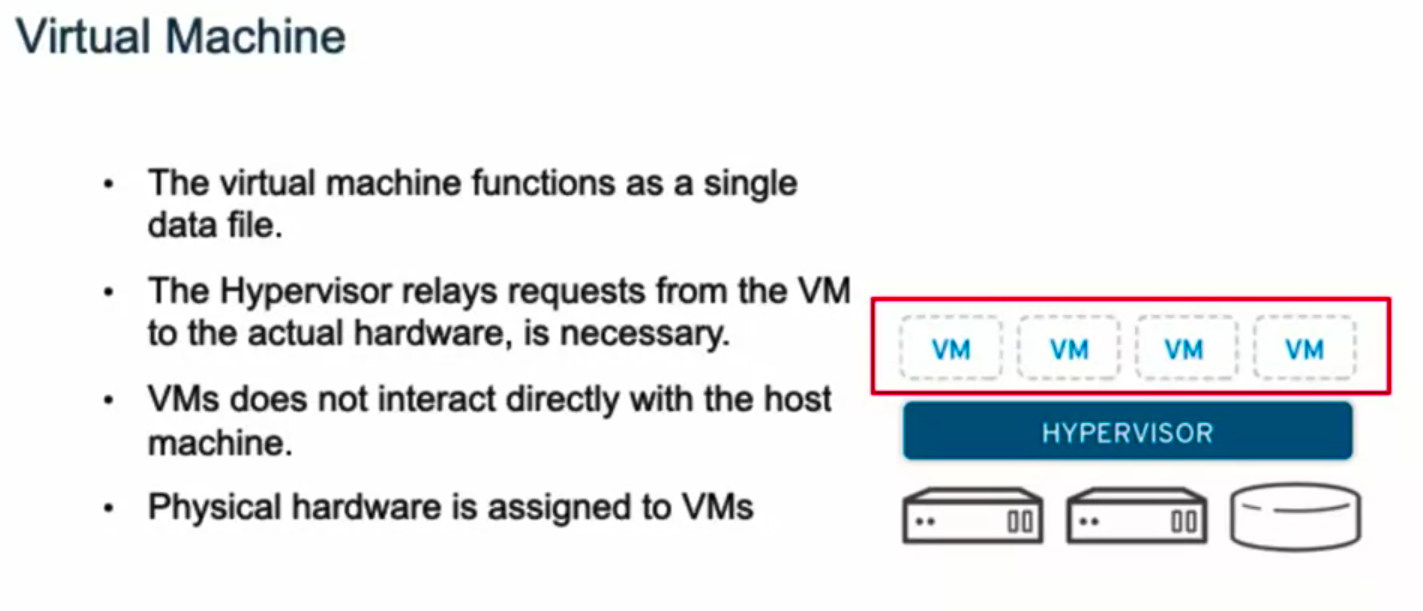 Virtual Machine
• The virtual machine functions as a single
data file.
• The Hypervisor relays requests from the VM
to the actual hardware, is necessary.
• VMs does not interact directly with the host
machine.
• Physical hardware is assigned to VMs
VM VM VM VM
HYPERVISOR